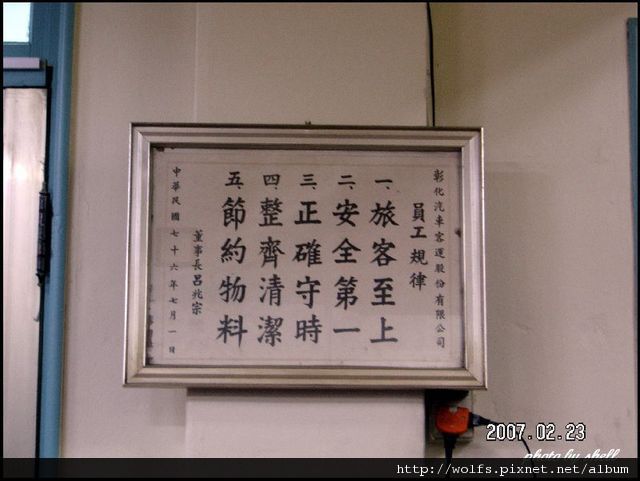 彰化汽車客運股份有限公司
員工規律
一、旅客至上
二、安全第一
三、正確守時
四、整齊清潔
五、節約物料
董事長呂兆宗
中華民國七十六年七月一日
2007.02.23
photo by shell
http://wolfs.pixnet.net/album